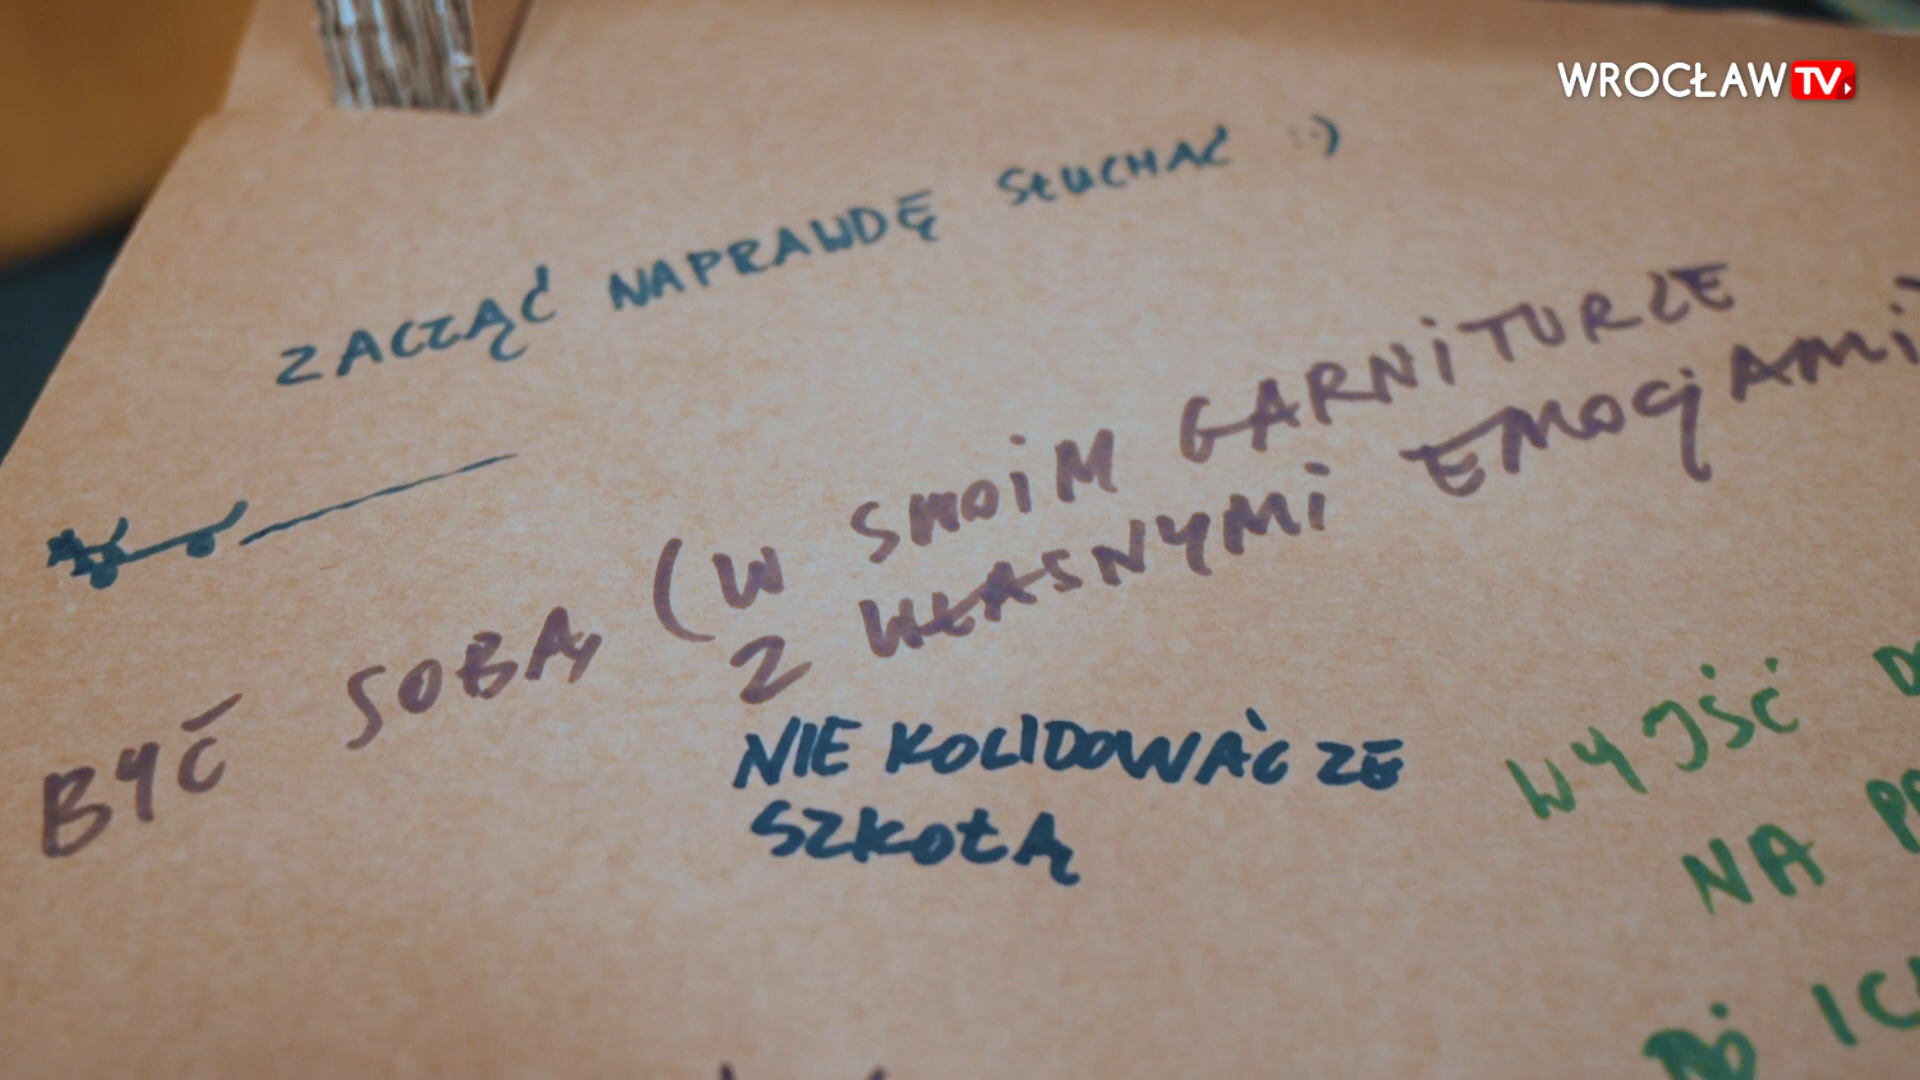 WROCŁAW TV
ZACZĄĆ NAPRAWDĘ SŁUCHAĆ :)
BYĆ SOBĄ, (W SWOIM GARNITURZE
Z WŁASNYMI EMOCJAMI)
NIE KOLIDOWAĆ ZE
SZKOŁĄ
WYJŚĆ
NA